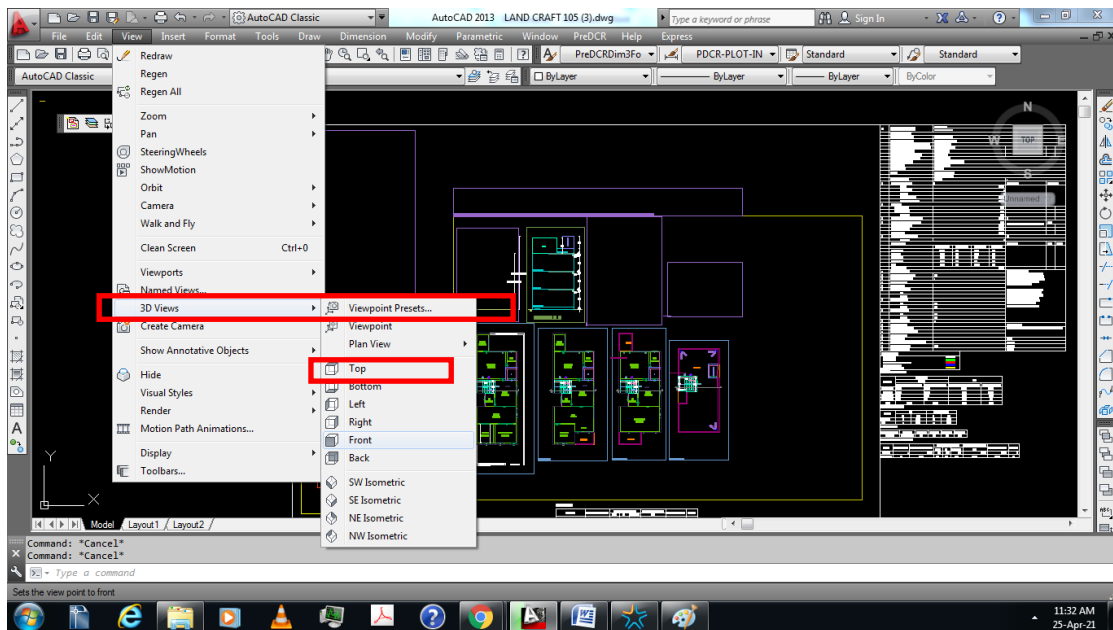 AutoCAD Classic
AutoCAD 2013 LAND CRAFT 105 (3).dwg
Type a keyword or phrase
Sign In
File Edit View Insert Format Tools Draw Dimension Modify Parametric Window PreDCR Help Express
PreDCRDim3Fo
PDCR-PLOT-IN
Standard
Standard
AutoCAD Classic
ByLayer
ByLayer
ByLayer
ByColor
Redraw
Regen
Regen All
Zoom
Pan
SteeringWheels
ShowMotion
Orbit
Camera
Walk and Fly
Clean Screen Ctrl+0
Viewports
Named Views...
3D Views
Create Camera
Show Annotative Objects
Hide
Visual Styles
Render
Motion Path Animations...
Display
Toolbars...
Viewpoint Presets...
Viewpoint
Plan View
Top
Bottom
Left
Right
Front
Back
SW Isometric
SE Isometric
NE Isometric
NW Isometric
N
W TOP E
S
Unnamed
Y
X
Model Layout1 Layout2
Command: *Cancel*
Command: *Cancel*
Type a command
Sets the view point to front
11:32 AM
25-Apr-21